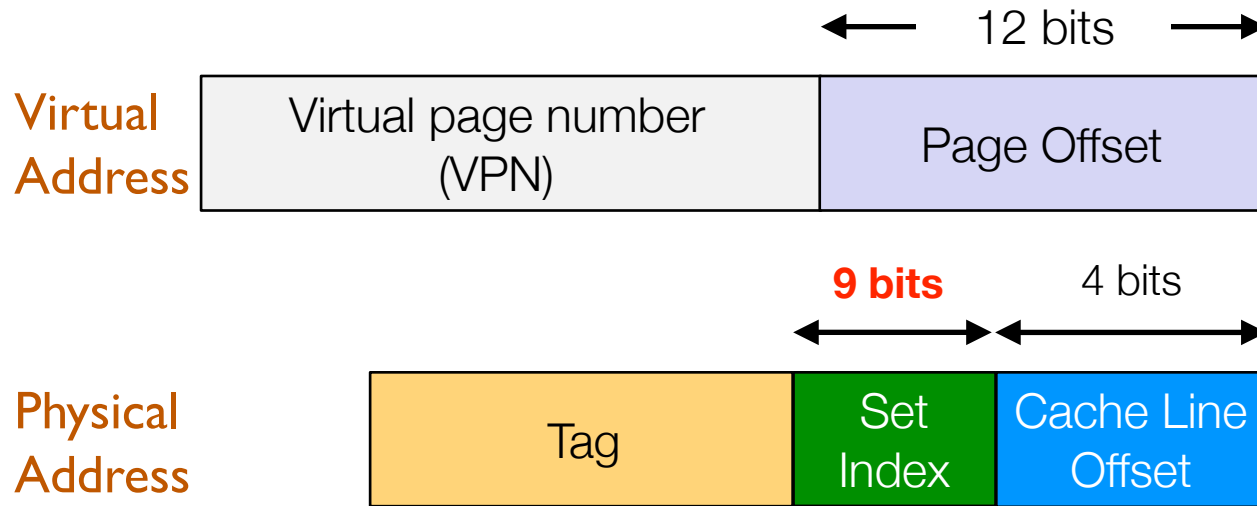 12 bits
Virtual
Address
Virtual page number
(VPN)
Page Offset
9 bits
4 bits
Physical
Address
Tag
Set
Index
Cache Line
Offset